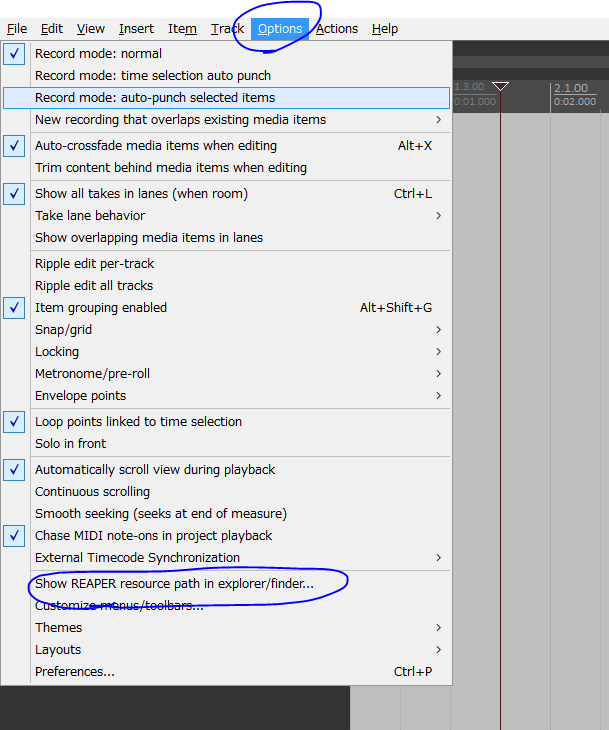 File Edit View Insert Item Track Options Actions Help
Record mode: normal
Record mode: time selection auto punch
Record mode: auto-punch selected items
New recording that overlaps existing media items
Auto-crossfade media items when editing Alt+X
Trim content behind media items when editing
Show all takes in lanes (when room) Ctrl+L
Take lane behavior
Show overlapping media items in lanes
Ripple edit per-track
Ripple edit all tracks
Item grouping enabled Alt+Shift+G
Snap/grid
Locking
Metronome/pre-roll
Envelope points
Loop points linked to time selection
Solo in front
Automatically scroll view during playback
Continuous scrolling
Smooth seeking (seeks at end of measure)
Chase MIDI note-ons in project playback
External Timecode Synchronization
Show REAPER resource path in explorer/finder...
Customize menus/toolbars...
Themes
Layouts
Preferences... Ctrl+P
1.3.00 2.1.00
0:01.000 0:02.000